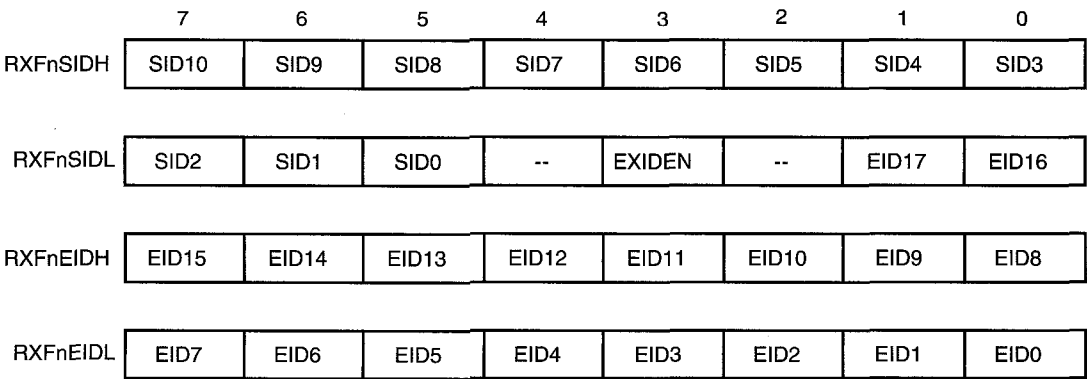 7 6 5 4 3 2 1 0
RXFnSIDH SID10 SID9 SID8 SID7 SID6 SID5 SID4 SID3
RXFnSIDL SID2 SID1 SID0 -- EXIDEN -- EID17 EID16
RXFnEIDH EID15 EID14 EID13 EID12 EID11 EID10 EID9 EID8
RXFnEIDL EID7 EID6 EID5 EID4 EID3 EID2 EID1 EID0